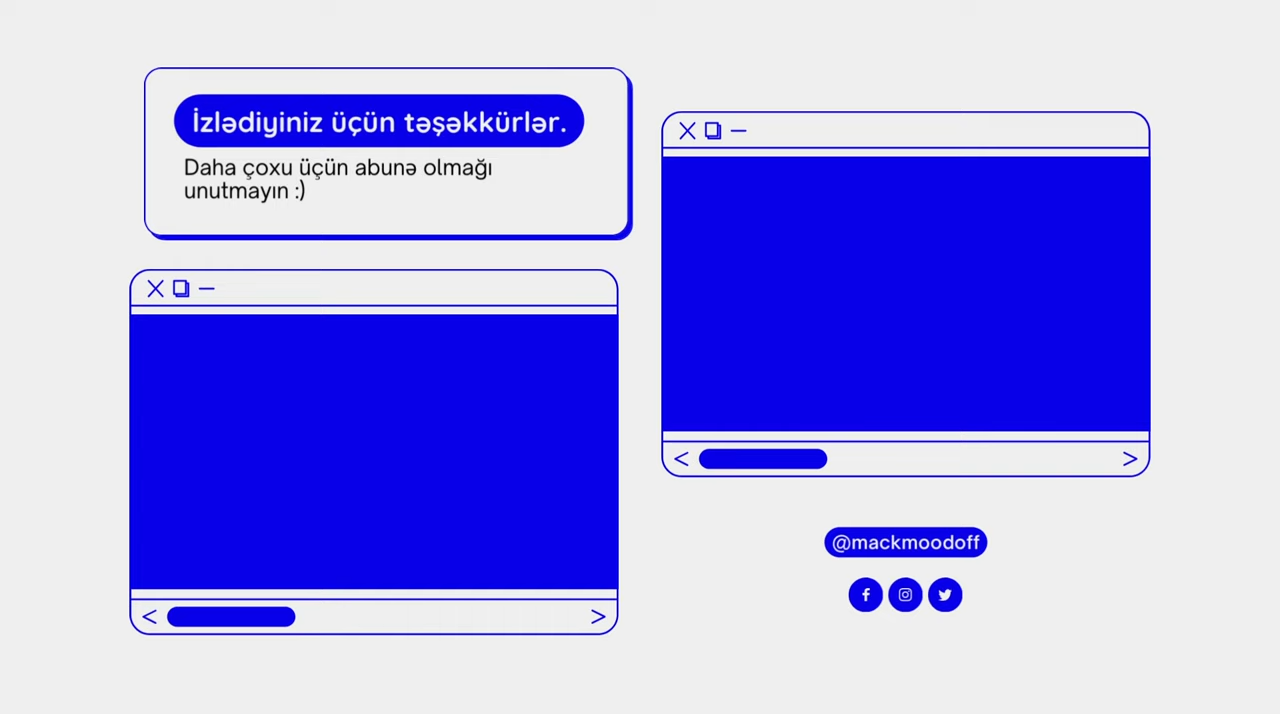 İzlədiyiniz üçün təşəkkürlər.
Daha çoxu üçün abunə olmağı
unutmayın :)
@mackmoodoff